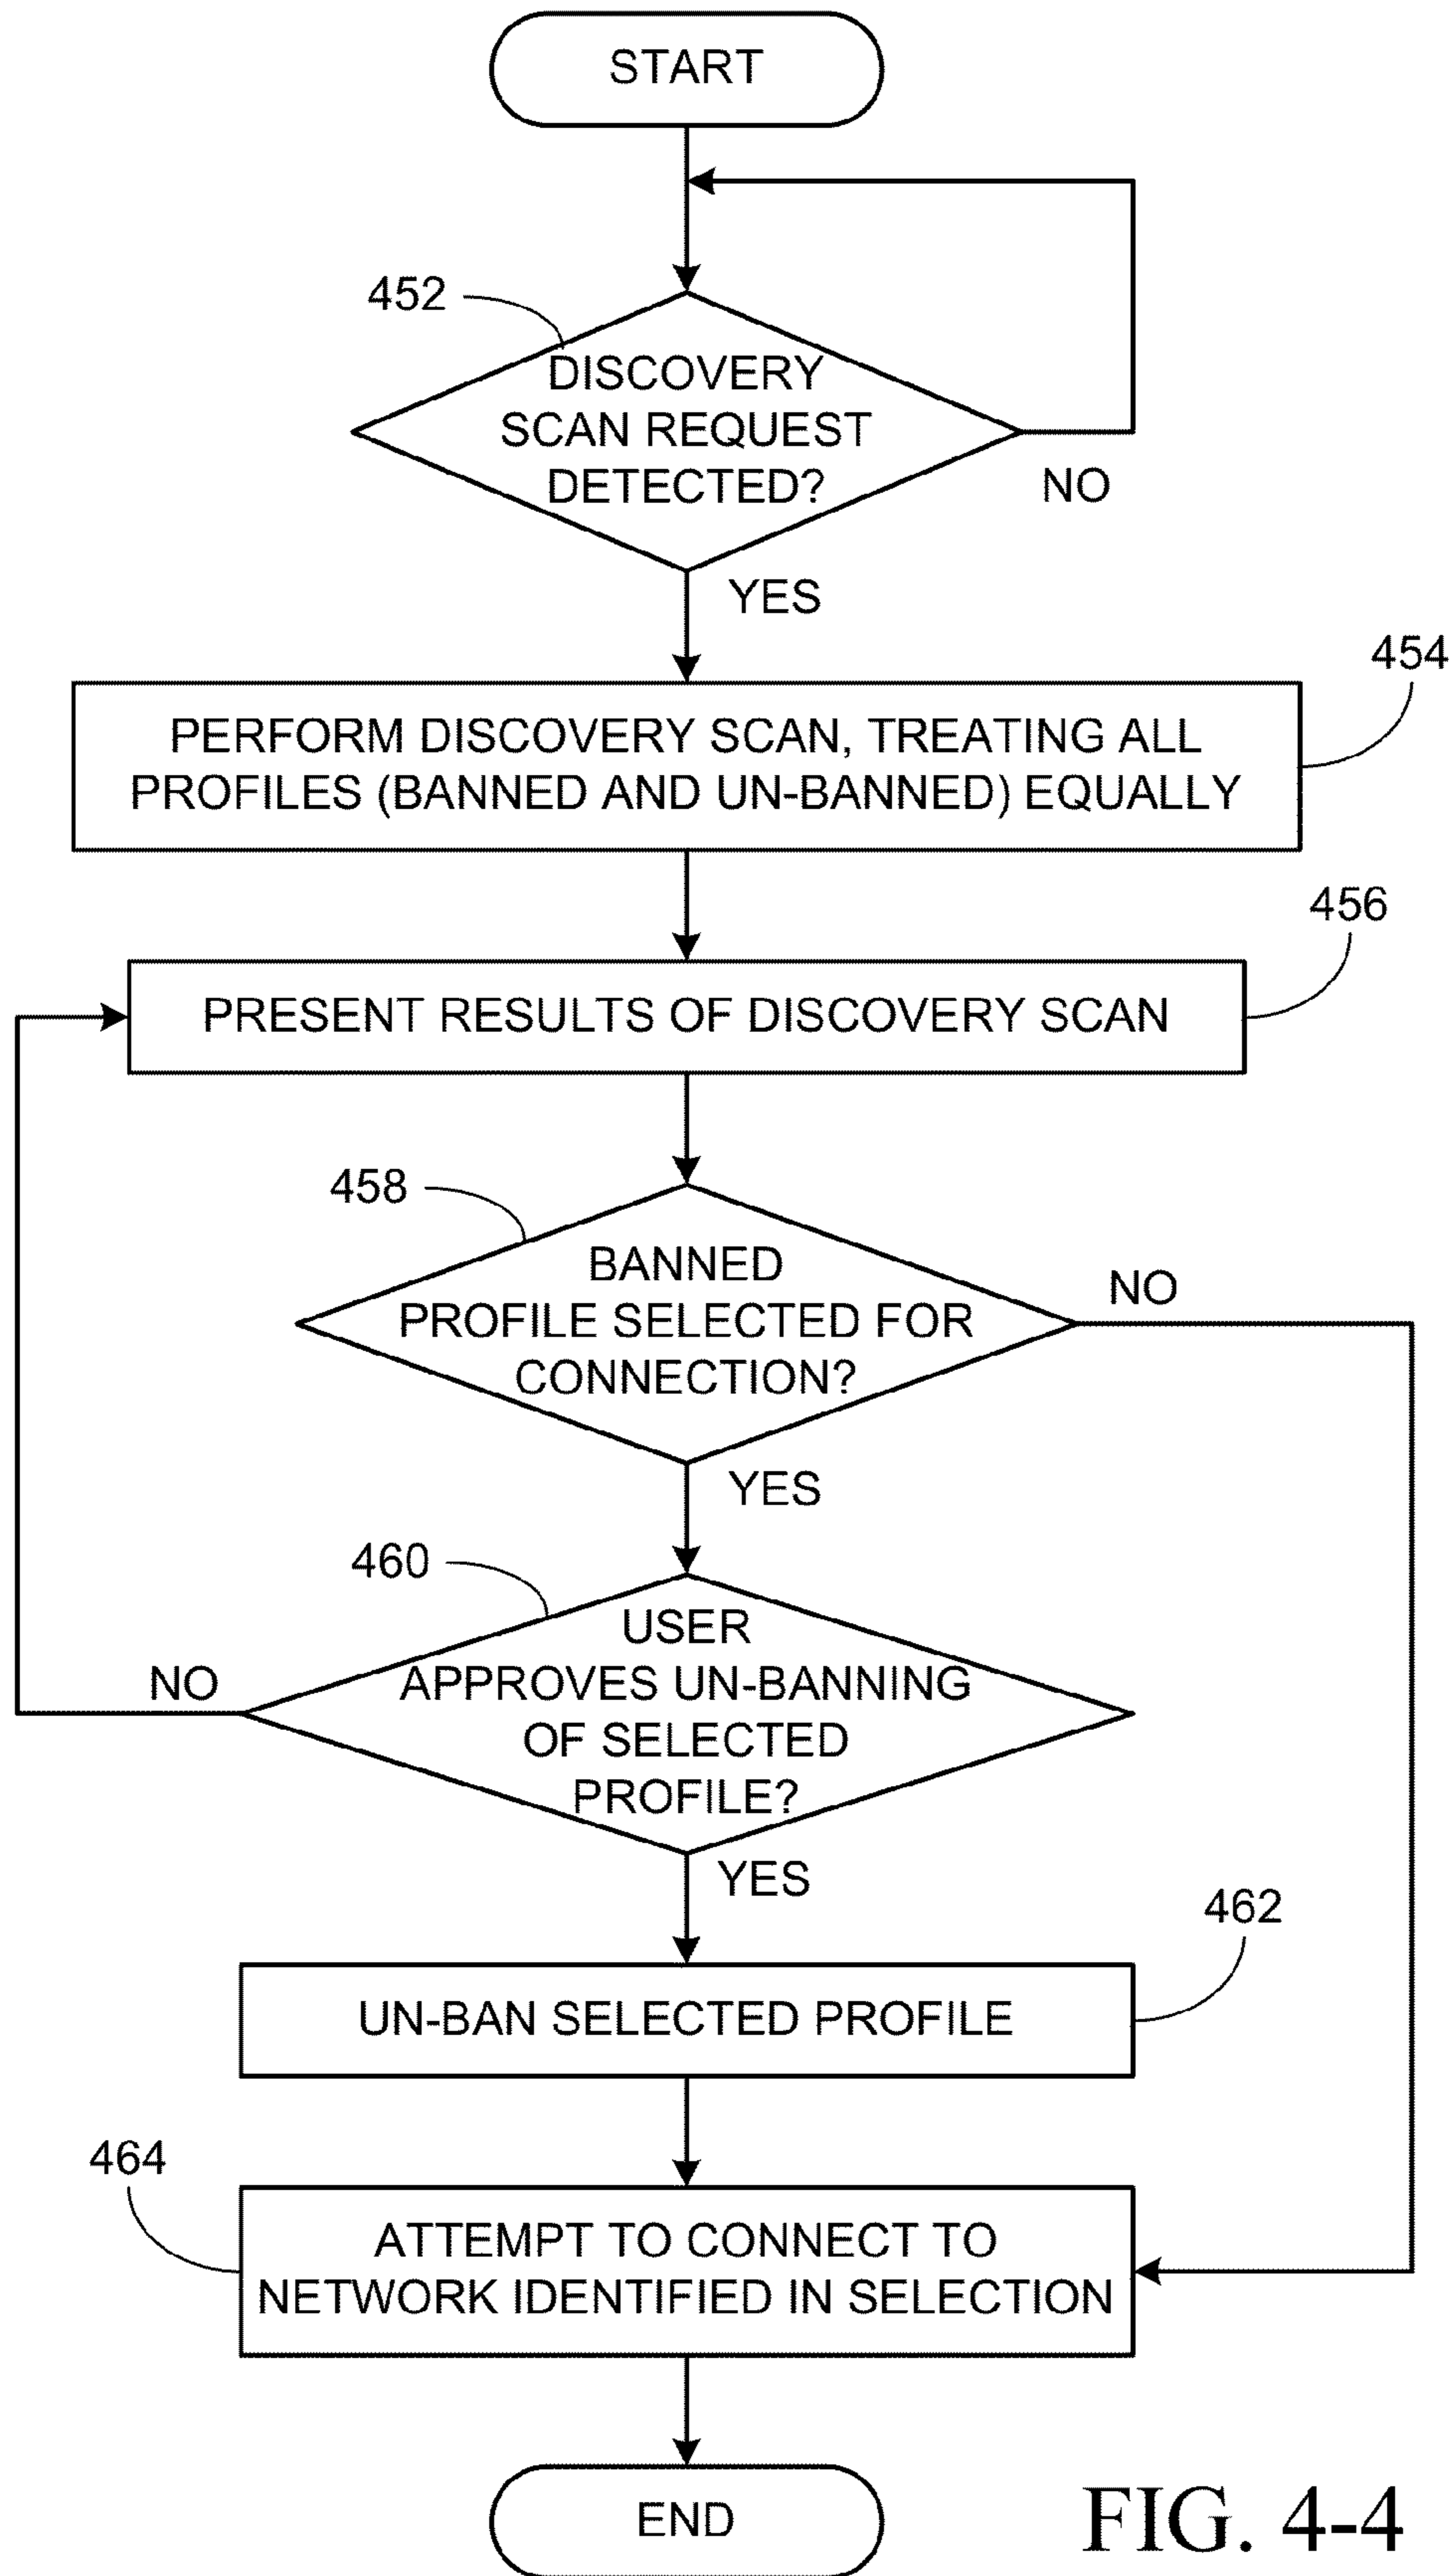 START
452
DISCOVERY
SCAN REQUEST
DETECTED?
NO
YES
454
PERFORM DISCOVERY SCAN, TREATING ALL
PROFILES (BANNED AND UN-BANNED) EQUALLY
456
PRESENT RESULTS OF DISCOVERY SCAN
458
BANNED
PROFILE SELECTED FOR
CONNECTION?
NO
YES
460
USER
APPROVES UN-BANNING
OF SELECTED
PROFILE?
NO
YES
462
UN-BAN SELECTED PROFILE
464
ATTEMPT TO CONNECT TO
NETWORK IDENTIFIED IN SELECTION
END
FIG. 4-4